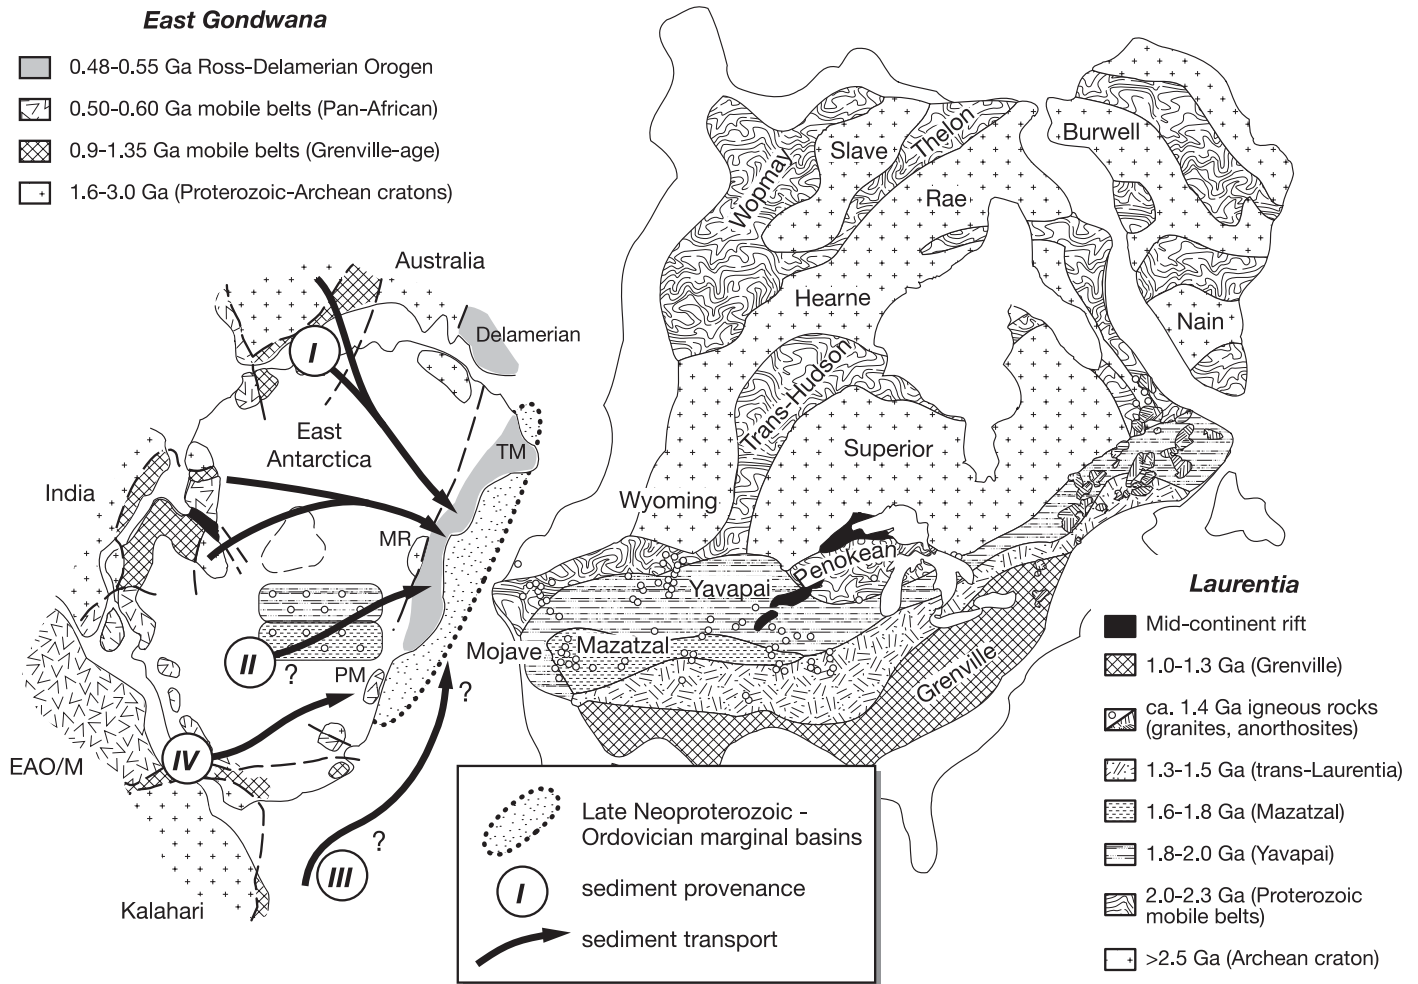 East Gondwana
0.48-0.55 Ga Ross-Delamerian Orogen
0.50-0.60 Ga mobile belts (Pan-African)
0.9-1.35 Ga mobile belts (Grenville-age)
1.6-3.0 Ga (Proterozoic-Archean cratons)
Australia
Delamerian
I
East
Antarctica
TM
India
MR
II
?
PM
?
EAO/M
IV
?
III
Kalahari
Wopmay
Slave
Thelon
Burwell
Rae
Hearne
Nain
Trans-Hudson
Superior
Wyoming
Penokean
Yavapai
Mojave
Mazatzal
Grenville
Late Neoproterozoic -
Ordovician marginal basins
I
sediment provenance
sediment transport
Laurentia
Mid-continent rift
1.0-1.3 Ga (Grenville)
ca. 1.4 Ga igneous rocks
(granites, anorthosites)
1.3-1.5 Ga (trans-Laurentia)
1.6-1.8 Ga (Mazatzal)
1.8-2.0 Ga (Yavapai)
2.0-2.3 Ga (Proterozoic
mobile belts)
>2.5 Ga (Archean craton)